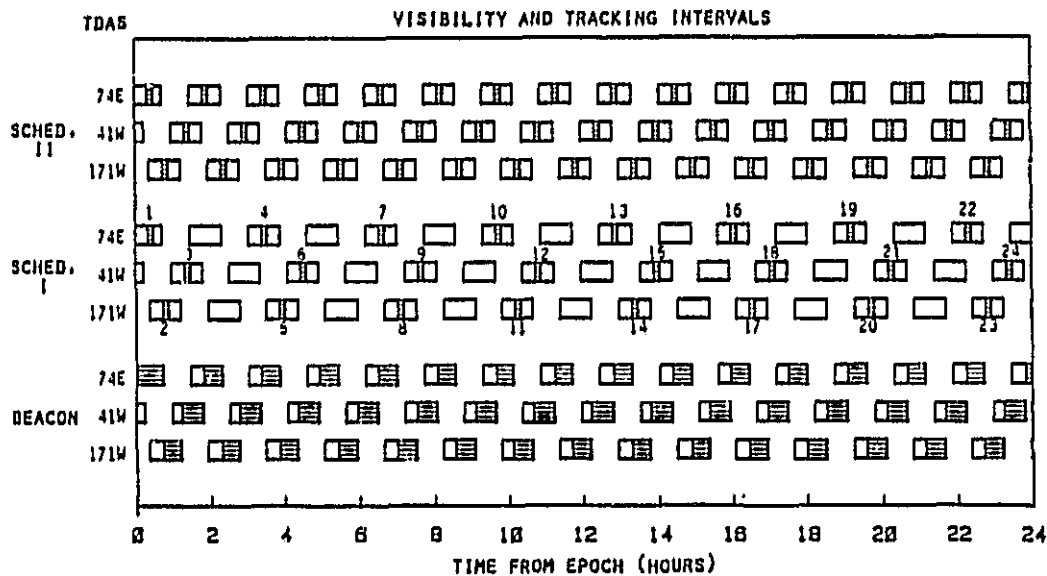 TDAS VISIBILITY AND TRACKING INTERVALS
74E
SCHED. 41W
II
171W
1 4 7 10 13 16 19 22
74E
3 6 9 12 15 18 21 24
SCHED. 41W
I
171W
2 5 8 11 14 17 20 23
74E
BEACON 41W
171W
0 2 4 6 8 10 12 14 16 18 20 22 24
TIME FROM EPOCH (HOURS)